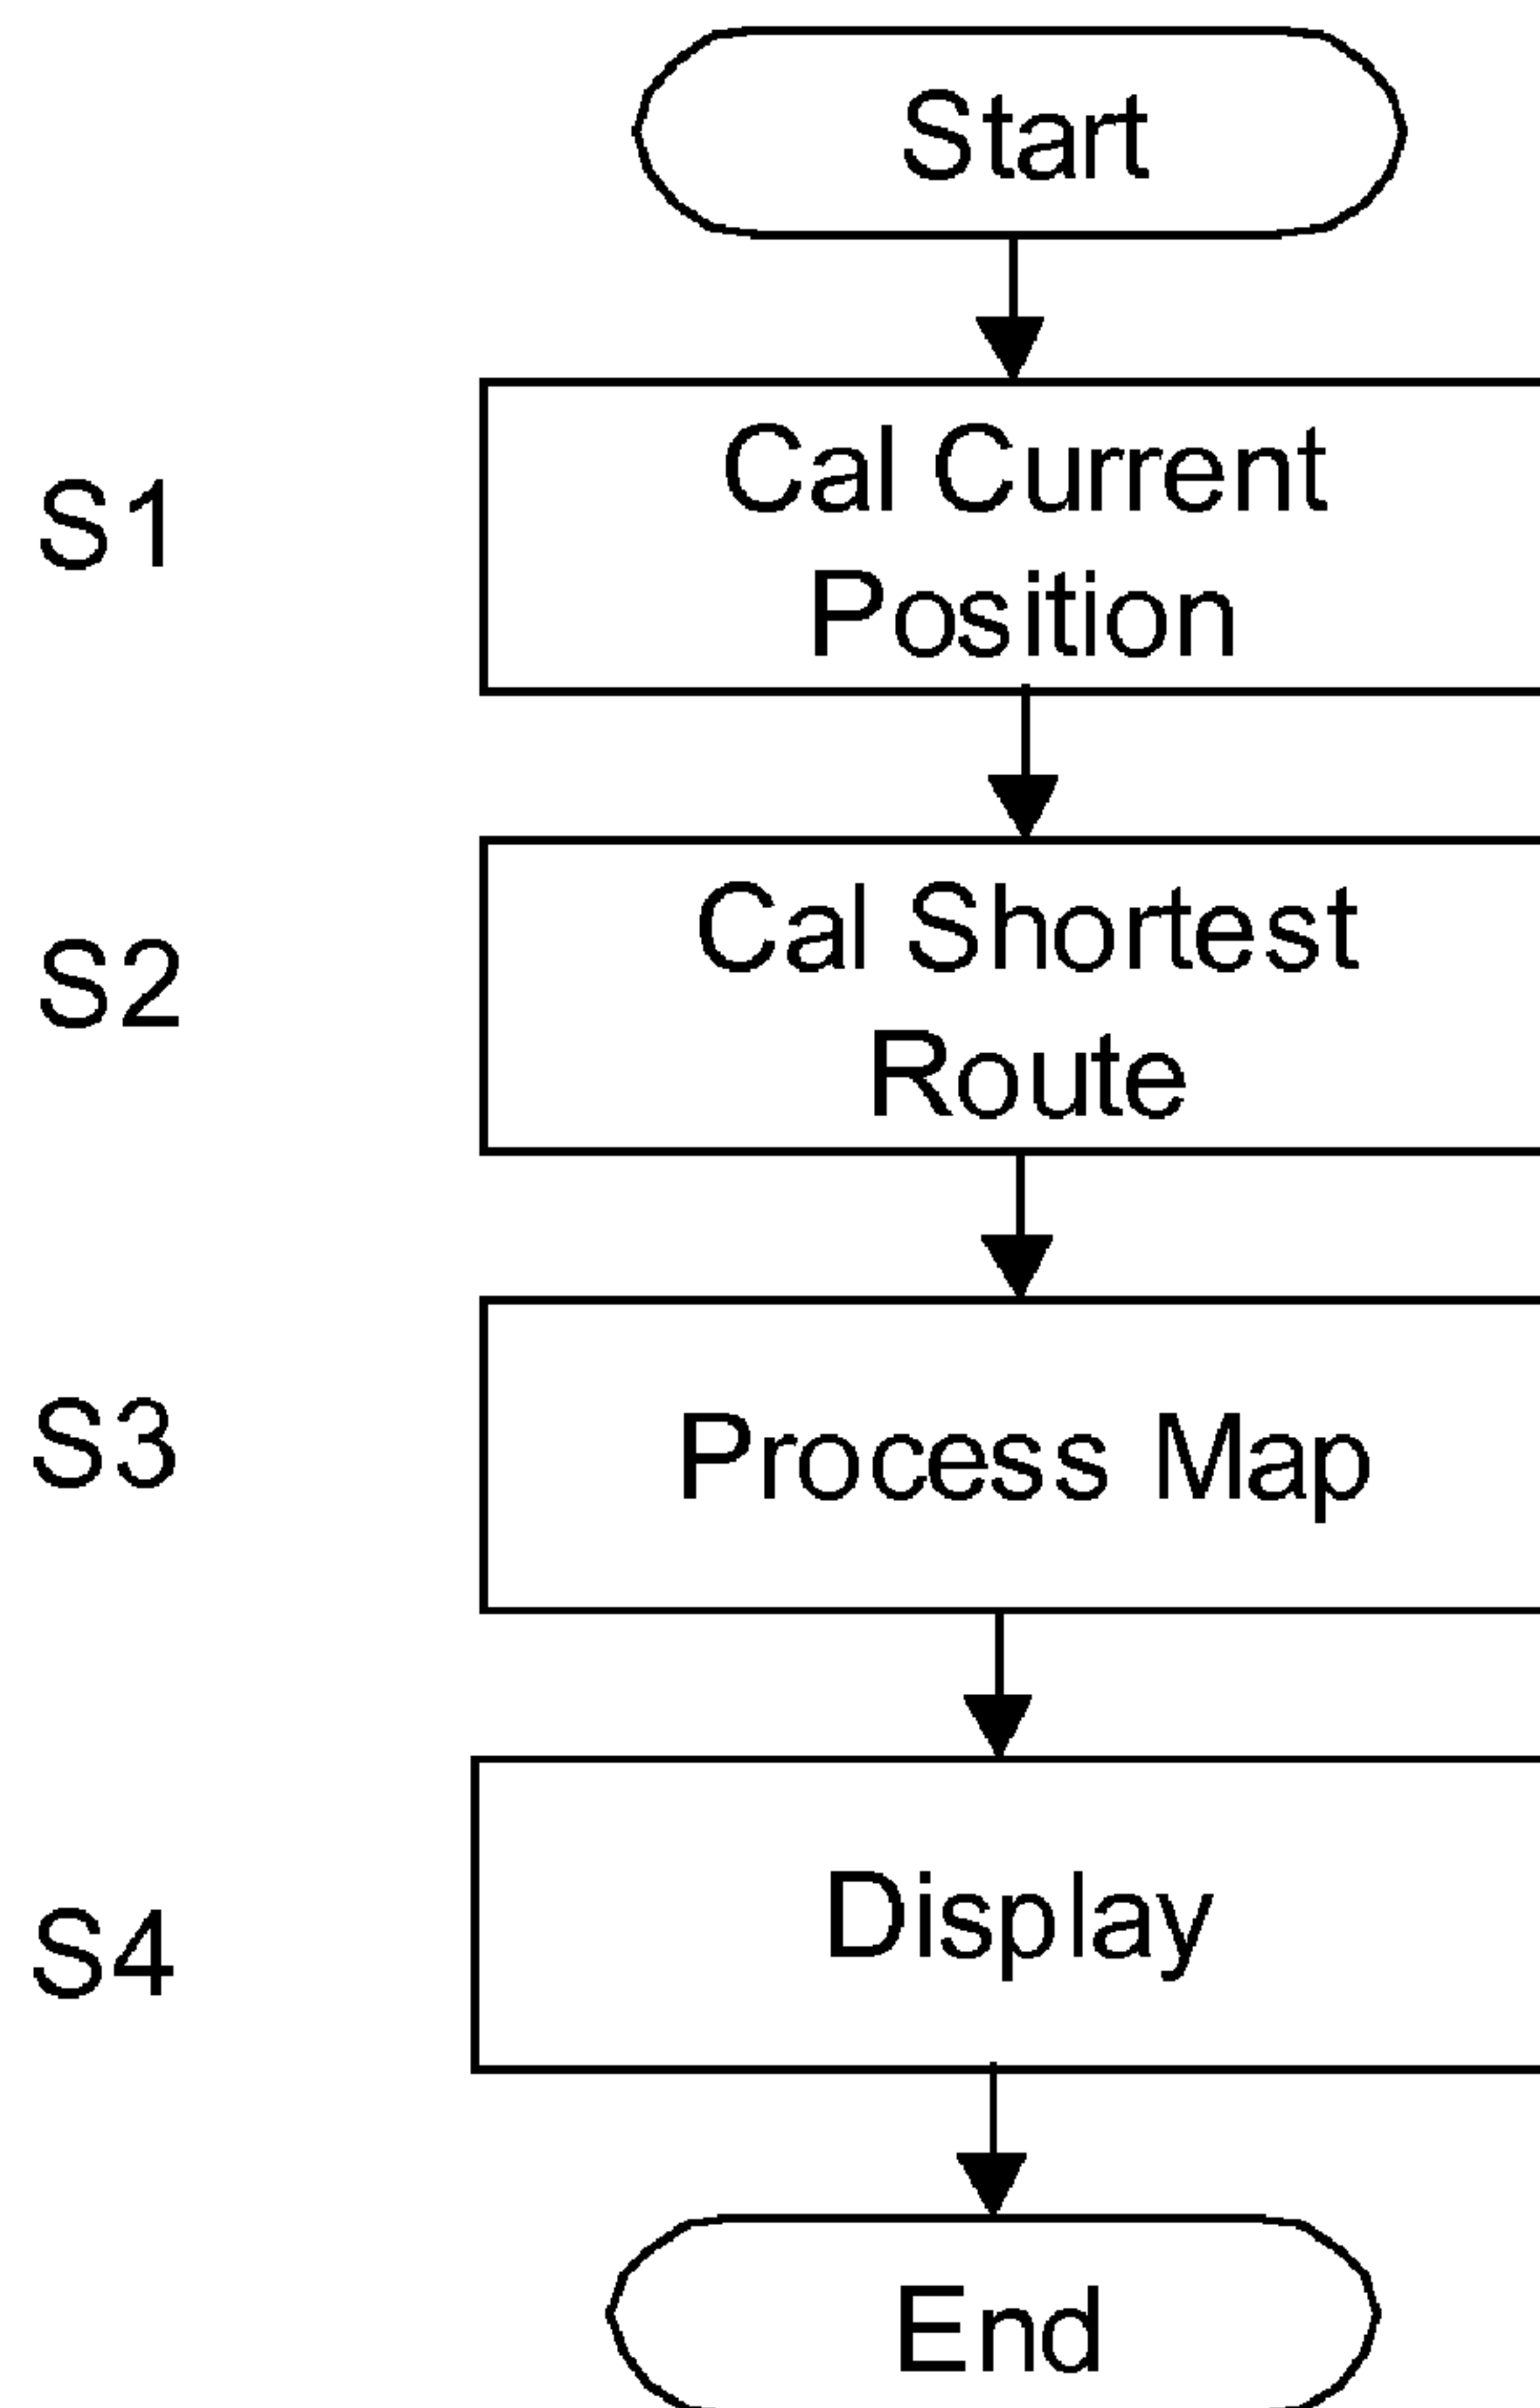 Start
S1
Cal Current
Position
S2
Cal Shortest
Route
S3
Process Map
S4
Display
End